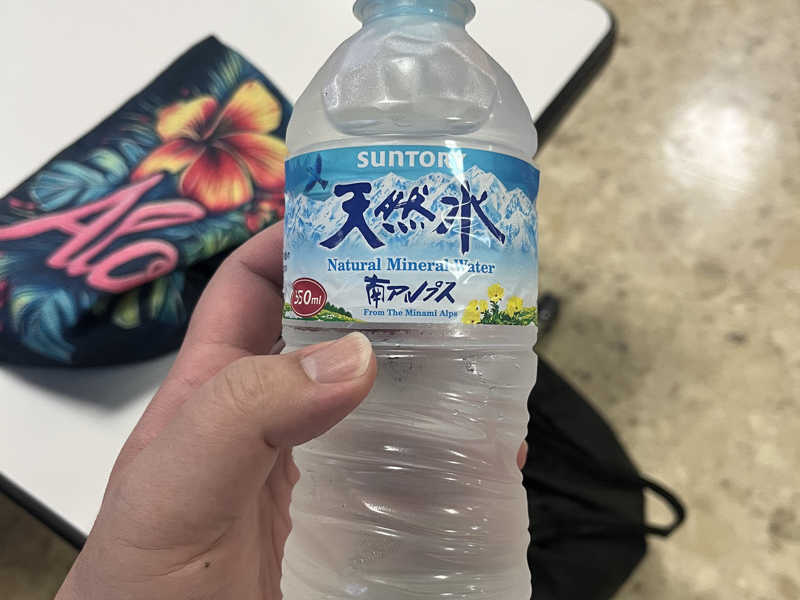 SUNTORY
天然水
Natural Mineral Water
南アルプス
550ml
From The Minami Alps
Alo